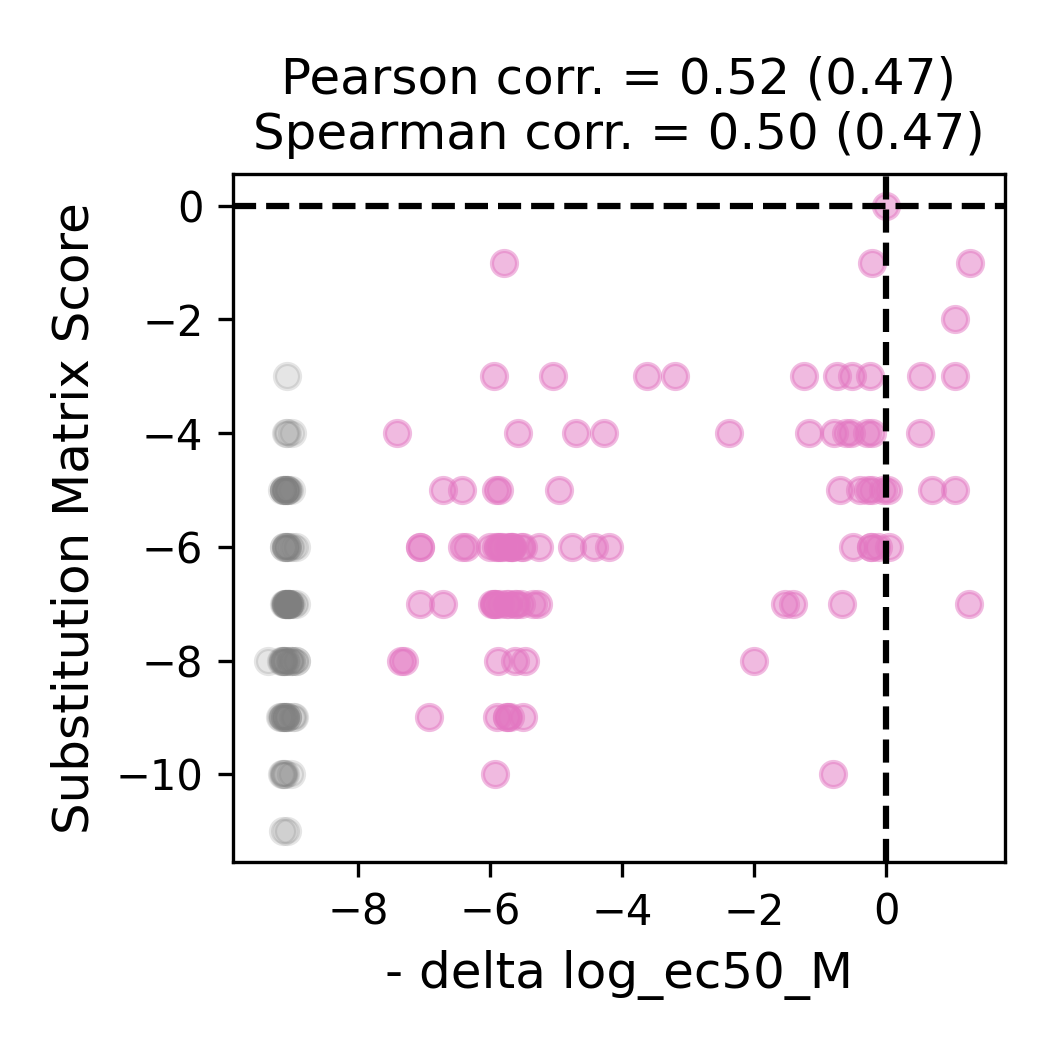 Pearson corr. = 0.52 (0.47)
Spearman corr. = 0.50 (0.47)
Substitution Matrix Score
0
−2
−4
−6
−8
−10
−8
−6
−4
−2
0
- delta log_ec50_M